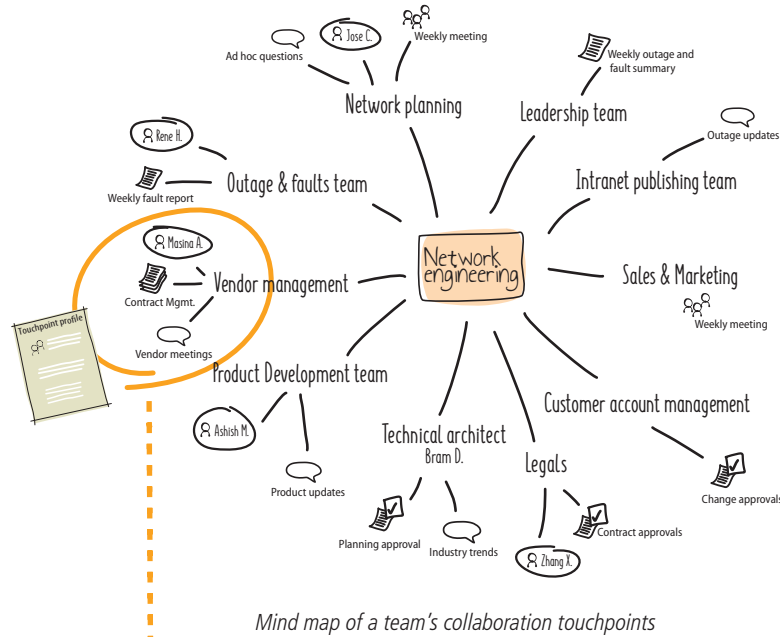 Jose C.
Weekly meeting
Ad hoc questions
Network planning
Weekly outage and
fault summary
Leadership team
Outage updates
Intranet publishing team
Rene H.
Outage & faults team
Weekly fault report
Masina A.
Vendor management
Contract Mgmt.
Vendor meetings
Touchpoint profile
Network
engineering
Sales & Marketing
Weekly meeting
Product Development team
Ashish M.
Product updates
Technical architect
Bram D.
Planning approval
Industry trends
Legals
Contract approvals
Zhang X.
Customer account management
Change approvals
Mind map of a team's collaboration touchpoints